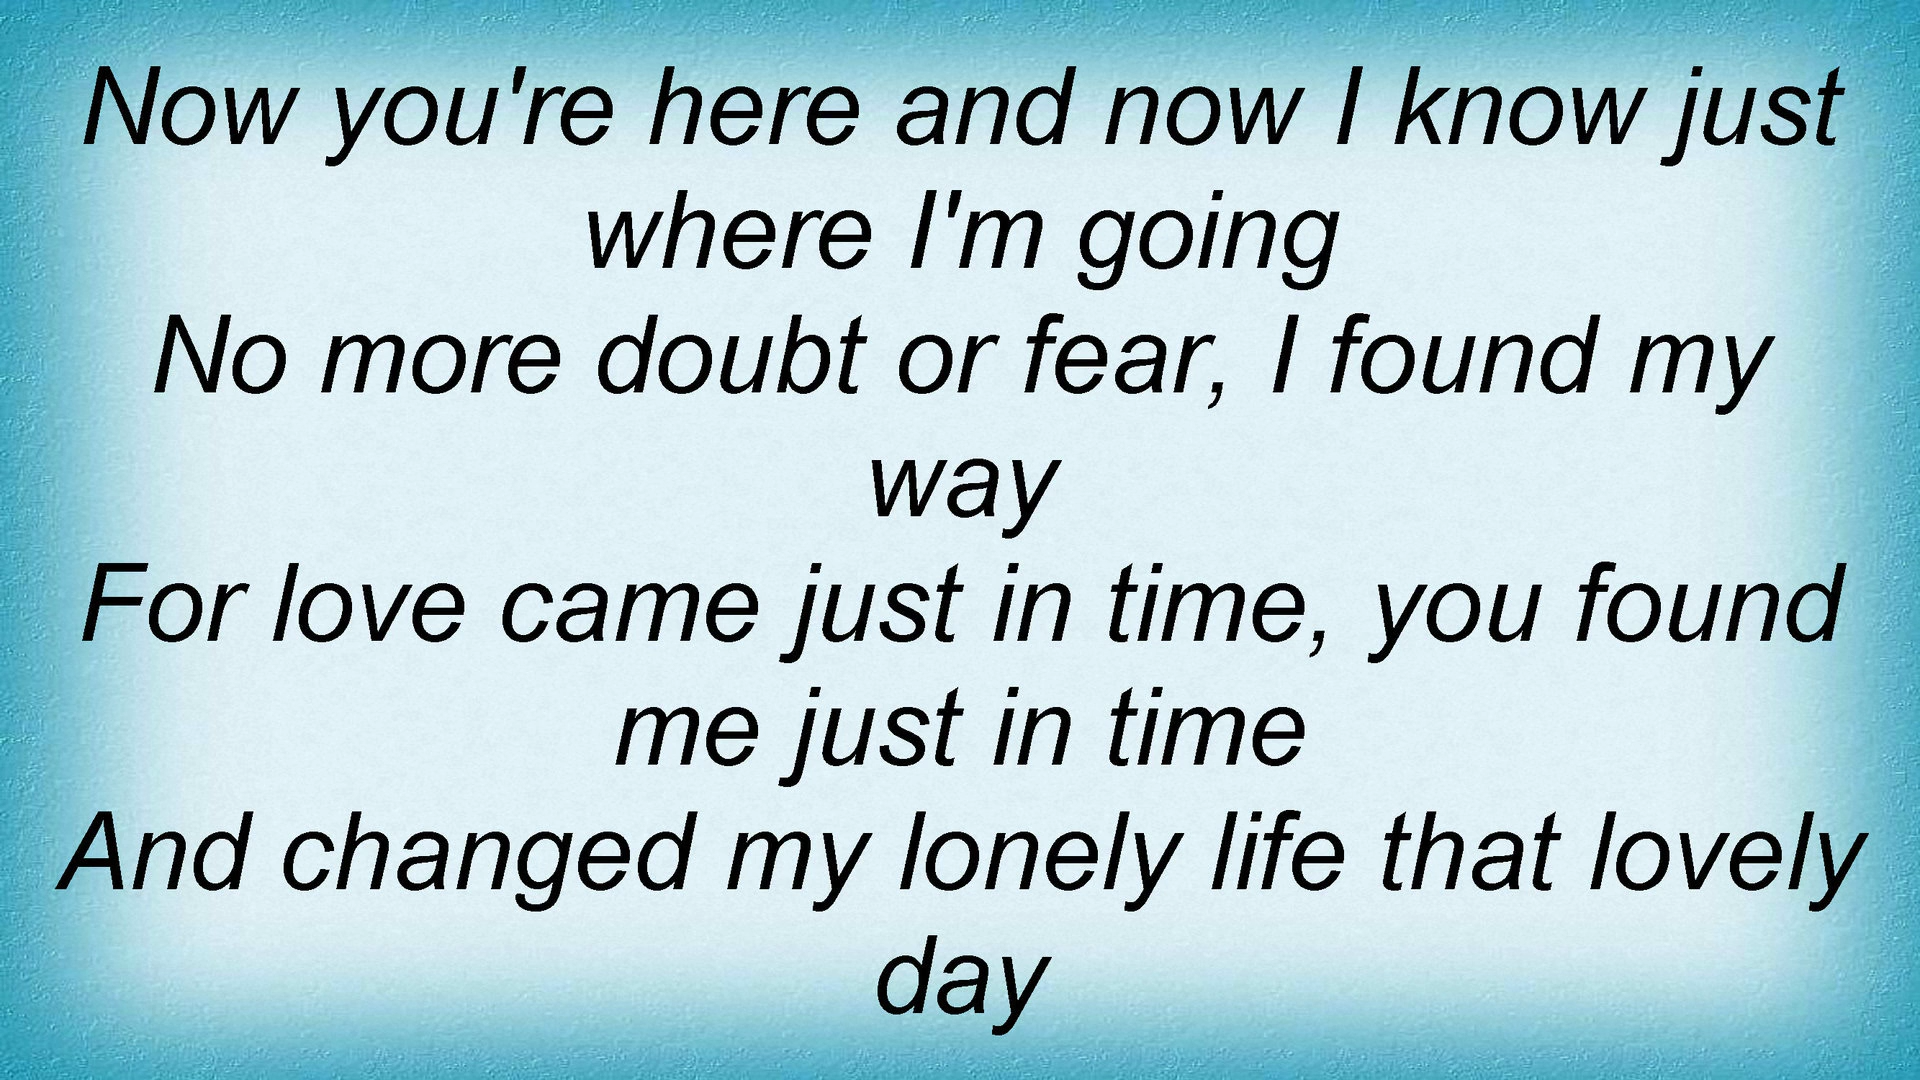 Now you're here and now I know just
where I'm going
No more doubt or fear, I found my
way
For love came just in time, you found
me just in time
And changed my lonely life that lovely
day